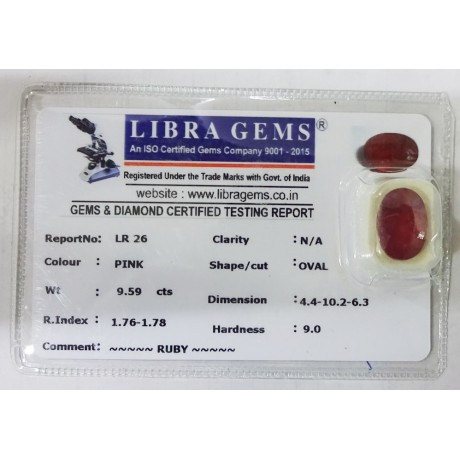 LIBRA GEMS®
An ISO Certified Gems Company 9001 - 2015
Registered Under the Trade Marks with Govt. of India
website : www.libragems.co.in
GEMS & DIAMOND CERTIFIED TESTING REPORT
ReportNo: LR 26 Clarity : N/A
Colour : PINK Shape/cut : OVAL
Wt : 9.59 cts Dimension : 4.4-10.2-6.3
R.Index : 1.76-1.78 Hardness : 9.0
Comment: ~~~~~ RUBY ~~~~~